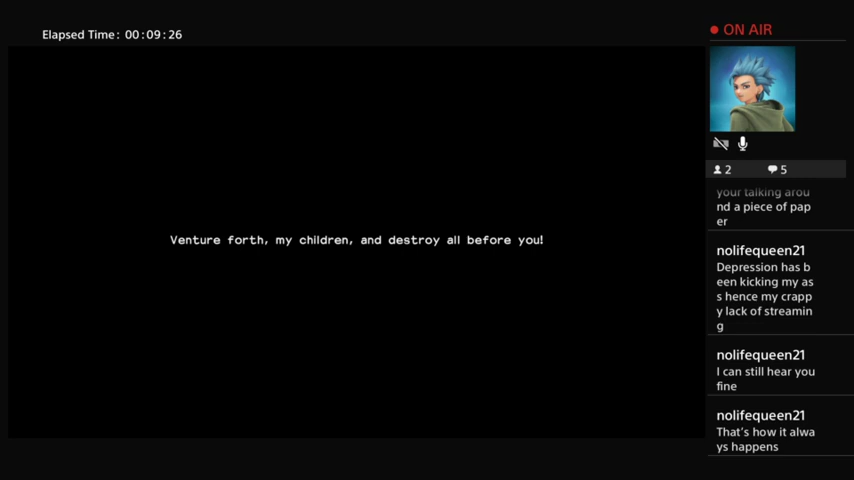 Elapsed Time: 00:09:26
ON AIR
2 5
your talking arou
nd a piece of pap
er
Venture forth, my children, and destroy all before you!
nolifequeen21
Depression has b
een kicking my as
s hence my crapp
y lack of streamin
g
nolifequeen21
I can still hear you
fine
nolifequeen21
That's how it alwa
ys happens